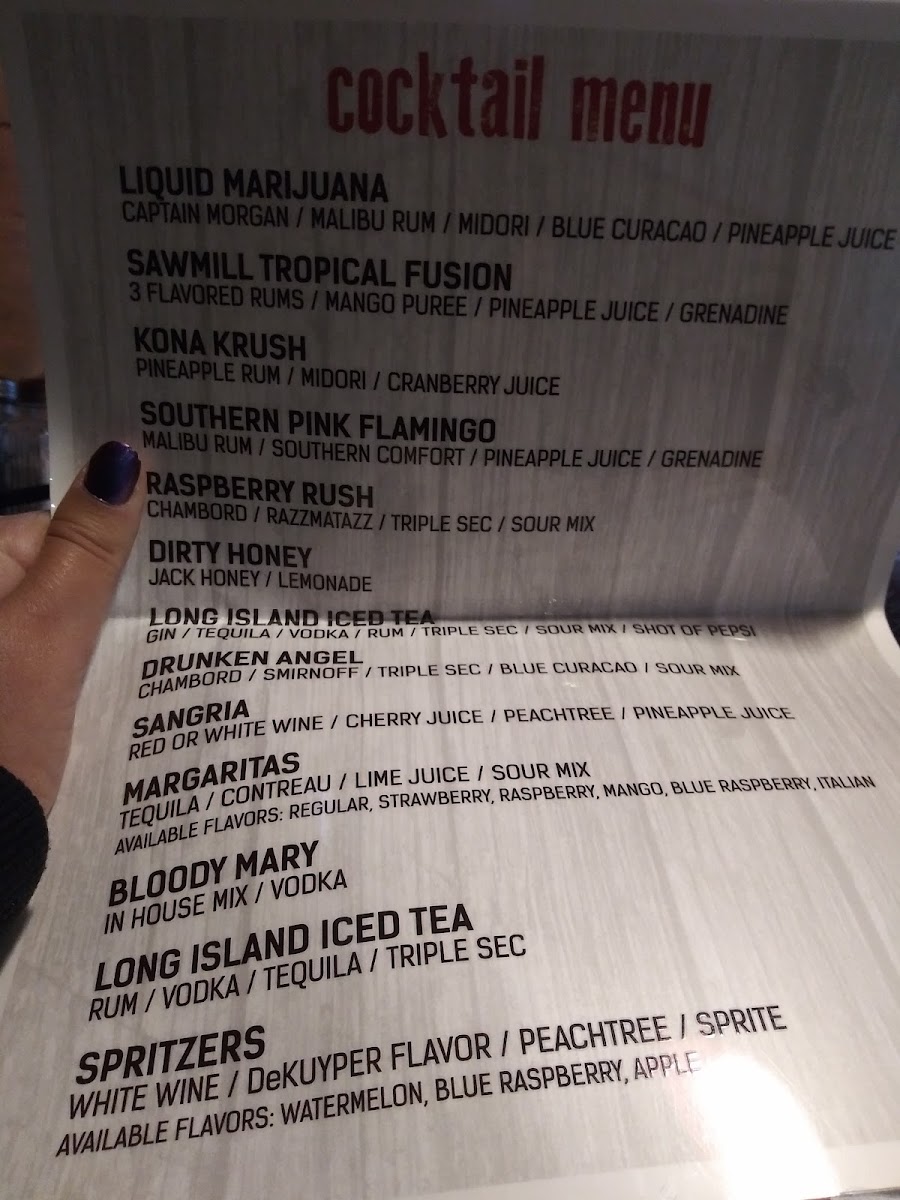 cocktail menu
LIQUID MARIJUANA
CAPTAIN MORGAN / MALIBU RUM / MIDORI / BLUE CURACAO / PINEAPPLE JUICE
SAWMILL TROPICAL FUSION
3 FLAVORED RUMS / MANGO PUREE / PINEAPPLE JUICE / GRENADINE
KONA KRUSH
PINEAPPLE RUM / MIDORI / CRANBERRY JUICE
SOUTHERN PINK FLAMINGO
MALIBU RUM / SOUTHERN COMFORT / PINEAPPLE JUICE / GRENADINE
RASPBERRY RUSH
CHAMBORD / RAZZMATAZZ / TRIPLE SEC / SOUR MIX
DIRTY HONEY
JACK HONEY / LEMONADE
LONG ISLAND ICED TEA
GIN / TEQUILA / VODKA / RUM / TRIPLE SEC / SOUR MIX / SHOT OF PEPSI
DRUNKEN ANGEL
CHAMBORD / SMIRNOFF / TRIPLE SEC / BLUE CURACAO / SOUR MIX
SANGRIA
RED OR WHITE WINE / CHERRY JUICE / PEACHTREE / PINEAPPLE JUICE
MARGARITAS
TEQUILA / CONTREAU / LIME JUICE / SOUR MIX
AVAILABLE FLAVORS: REGULAR, STRAWBERRY, RASPBERRY, MANGO, BLUE RASPBERRY, ITALIAN
BLOODY MARY
IN HOUSE MIX / VODKA
LONG ISLAND ICED TEA
RUM / VODKA / TEQUILA / TRIPLE SEC
SPRITZERS
WHITE WINE / DeKUYPER FLAVOR / PEACHTREE / SPRITE
AVAILABLE FLAVORS: WATERMELON, BLUE RASPBERRY, APPLE